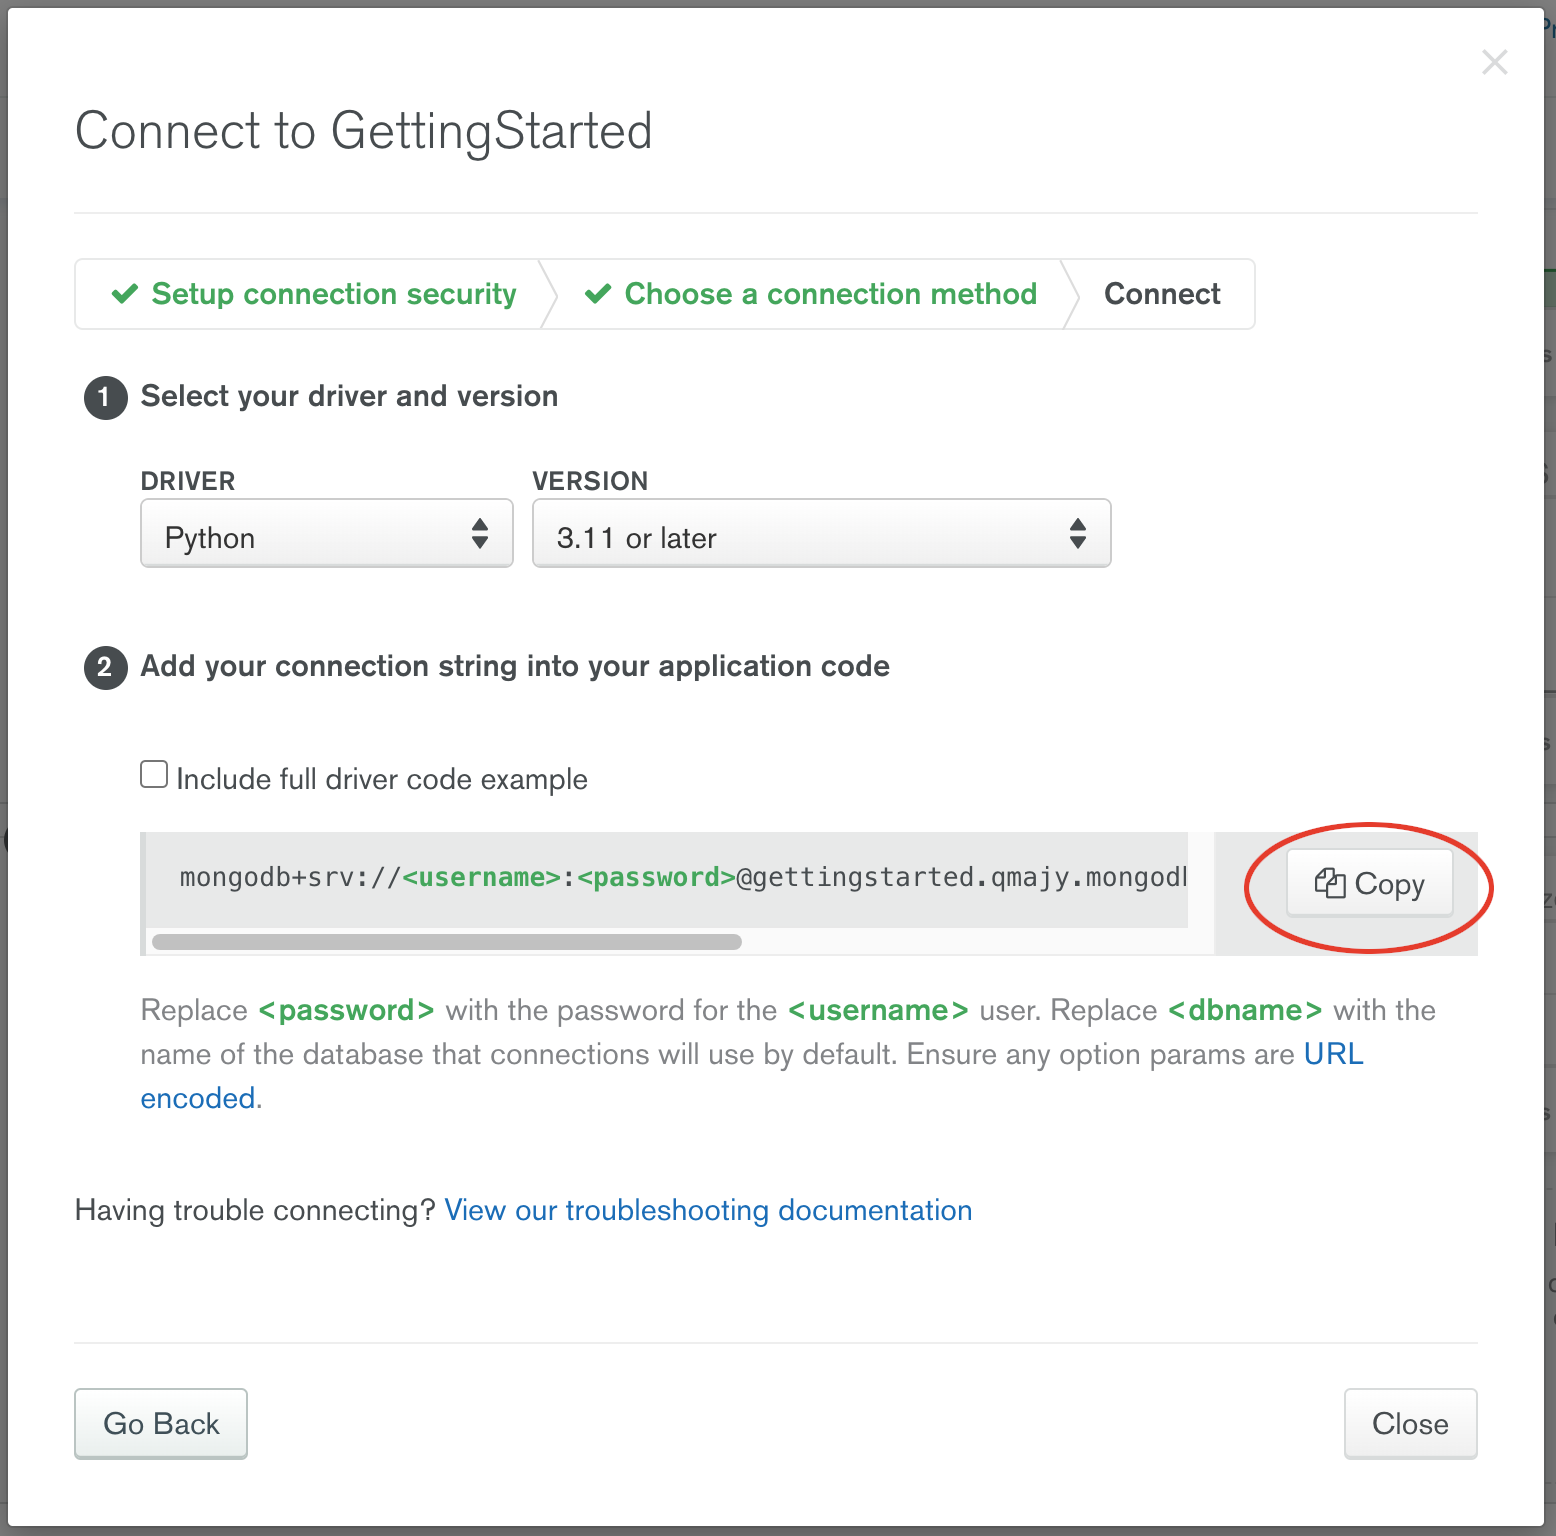 Connect to GettingStarted
Setup connection security
Choose a connection method
Connect
1 Select your driver and version
DRIVER
VERSION
Python
3.11 or later
2 Add your connection string into your application code
Include full driver code example
mongodb+srv://<username>:<password>@gettingstarted.qmajy.mongod
Copy
Replace <password> with the password for the <username> user. Replace <dbname> with the
name of the database that connections will use by default. Ensure any option params are URL
encoded.
Having trouble connecting? View our troubleshooting documentation
Go Back
Close